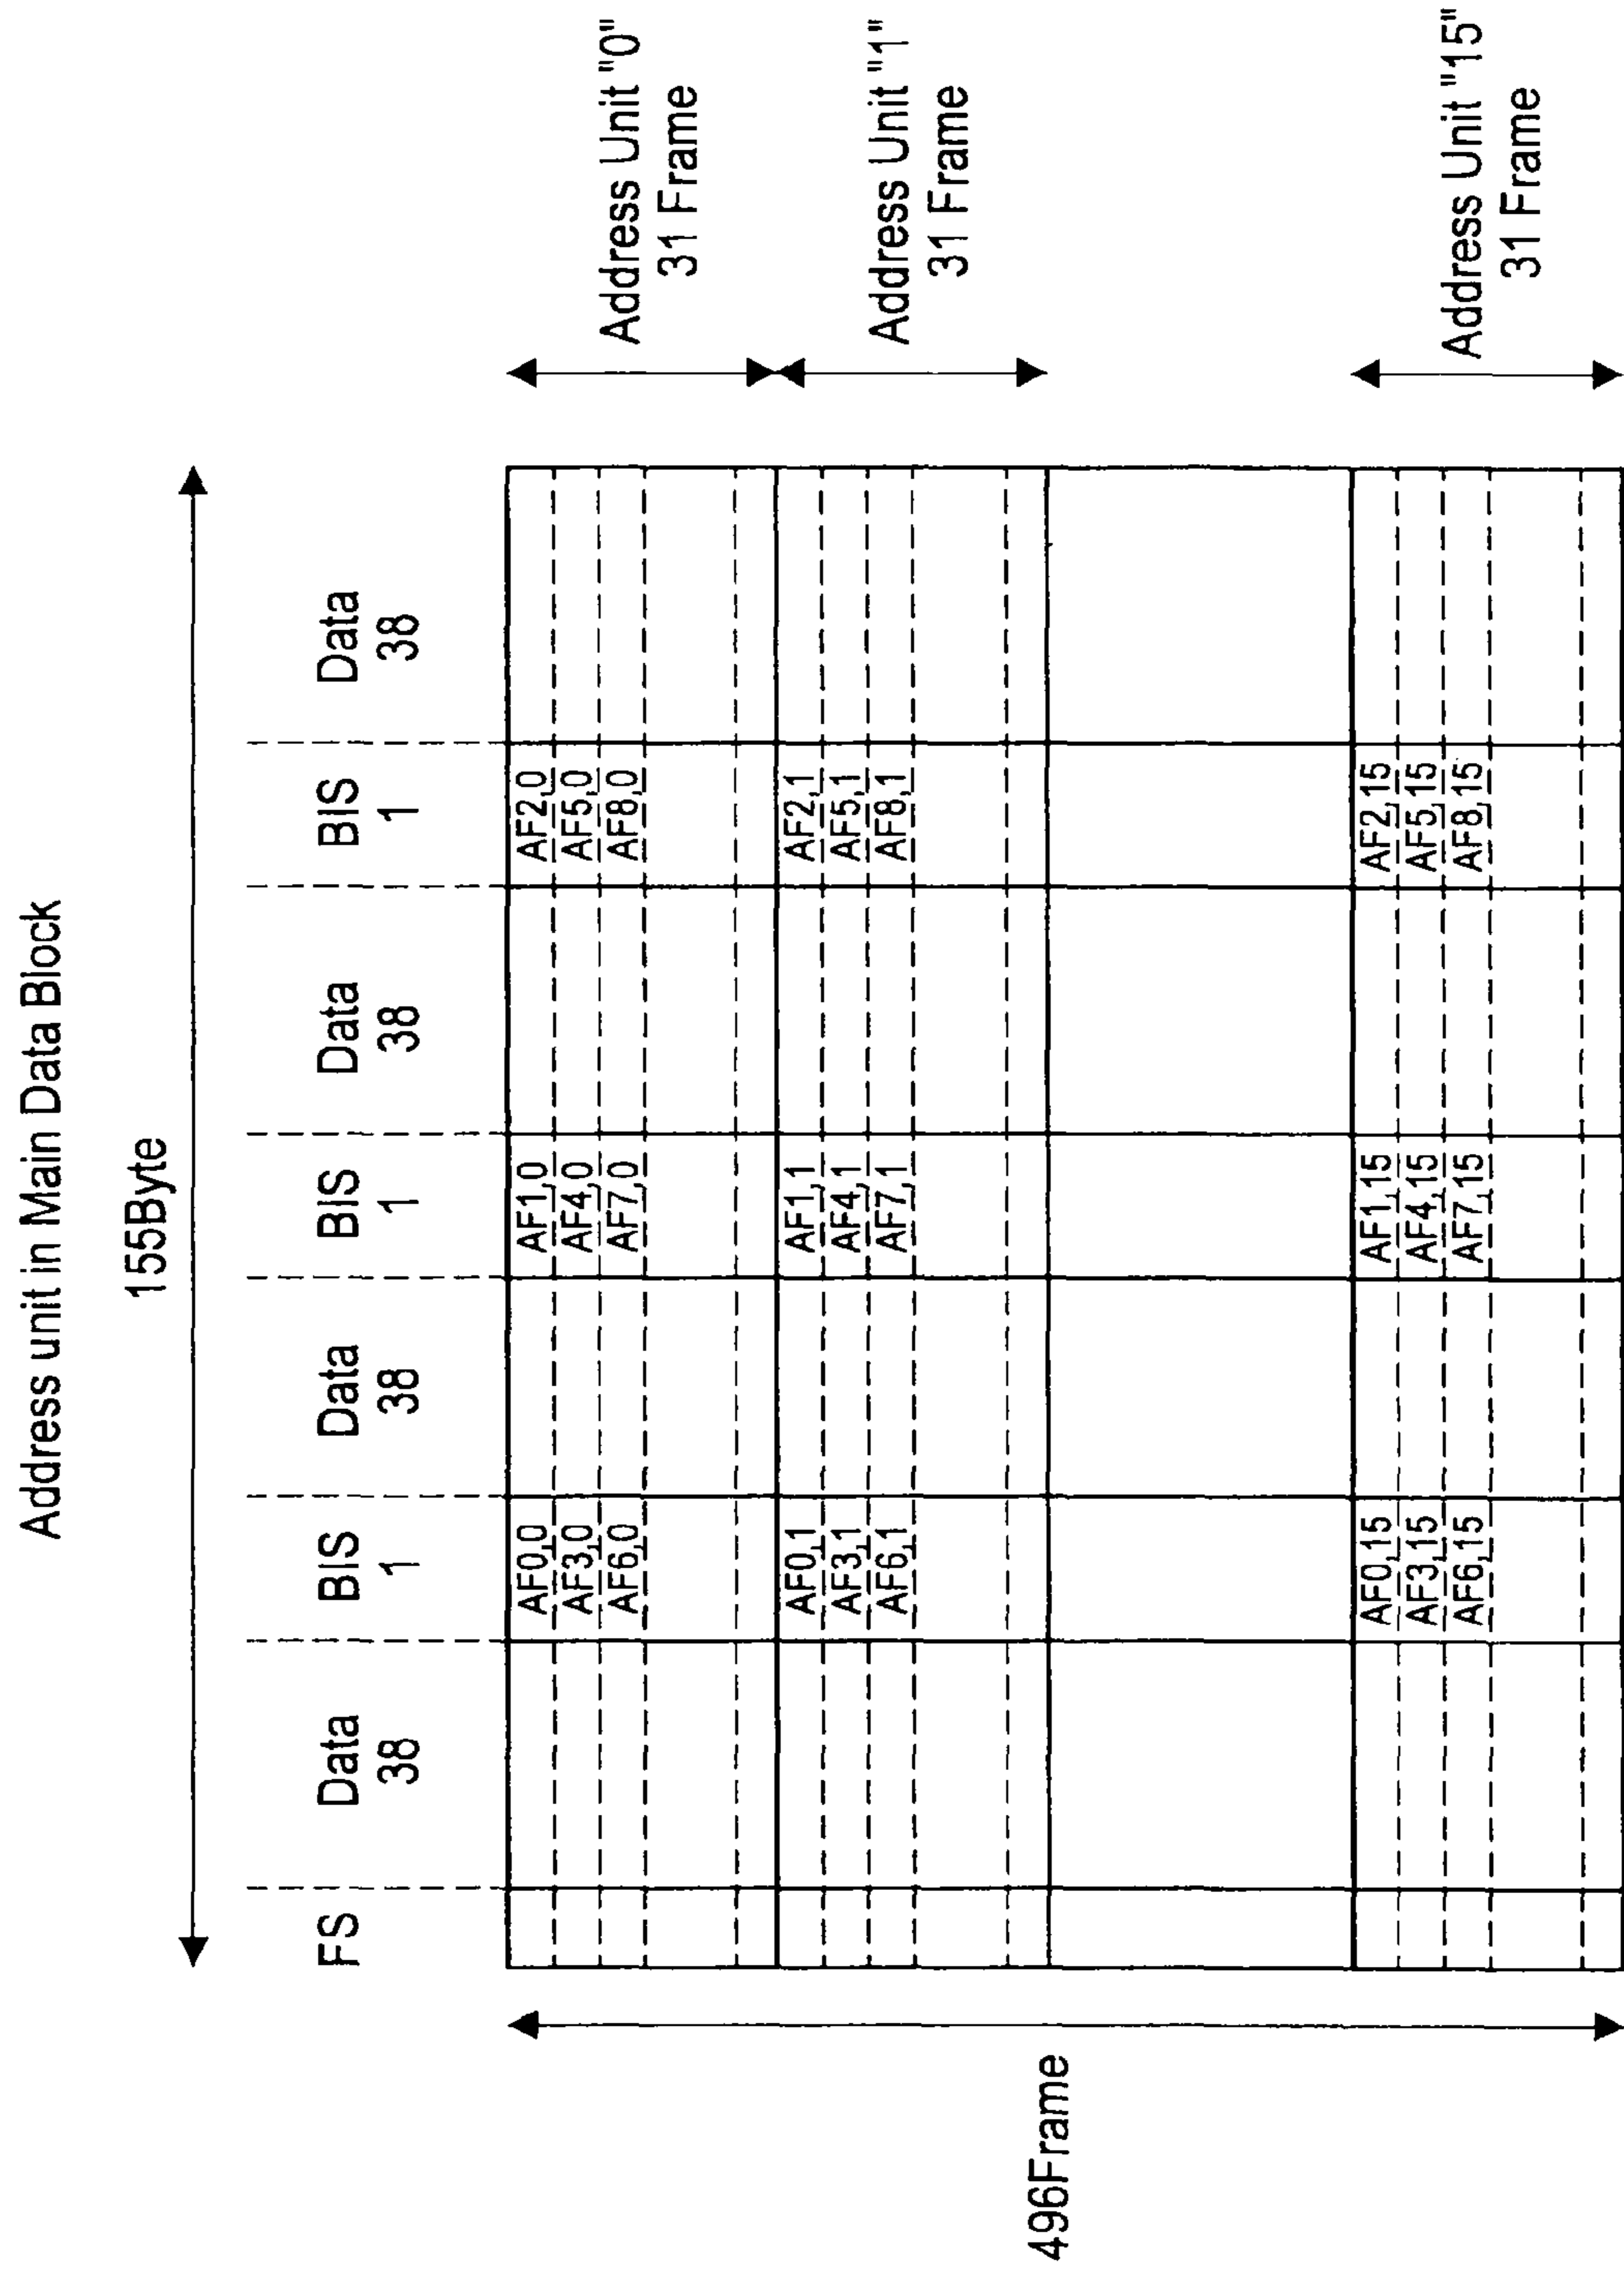 Address unit in Main Data Block
155Byte
FS Data BIS Data BIS Data BIS Data
38 1 38 1 38 1 38
AF0,0 AF1,0 AF2,0
AF3,0 AF4,0 AF5,0
AF6,0 AF7,0 AF8,0
Address Unit "0"
31 Frame
AF0,1 AF1,1 AF2,1
AF3,1 AF4,1 AF5,1
AF6,1 AF7,1 AF8,1
Address Unit "1"
31 Frame
496Frame
AF0,15 AF1,15 AF2,15
AF3,15 AF4,15 AF5,15
AF6,15 AF7,15 AF8,15
Address Unit "15"
31 Frame